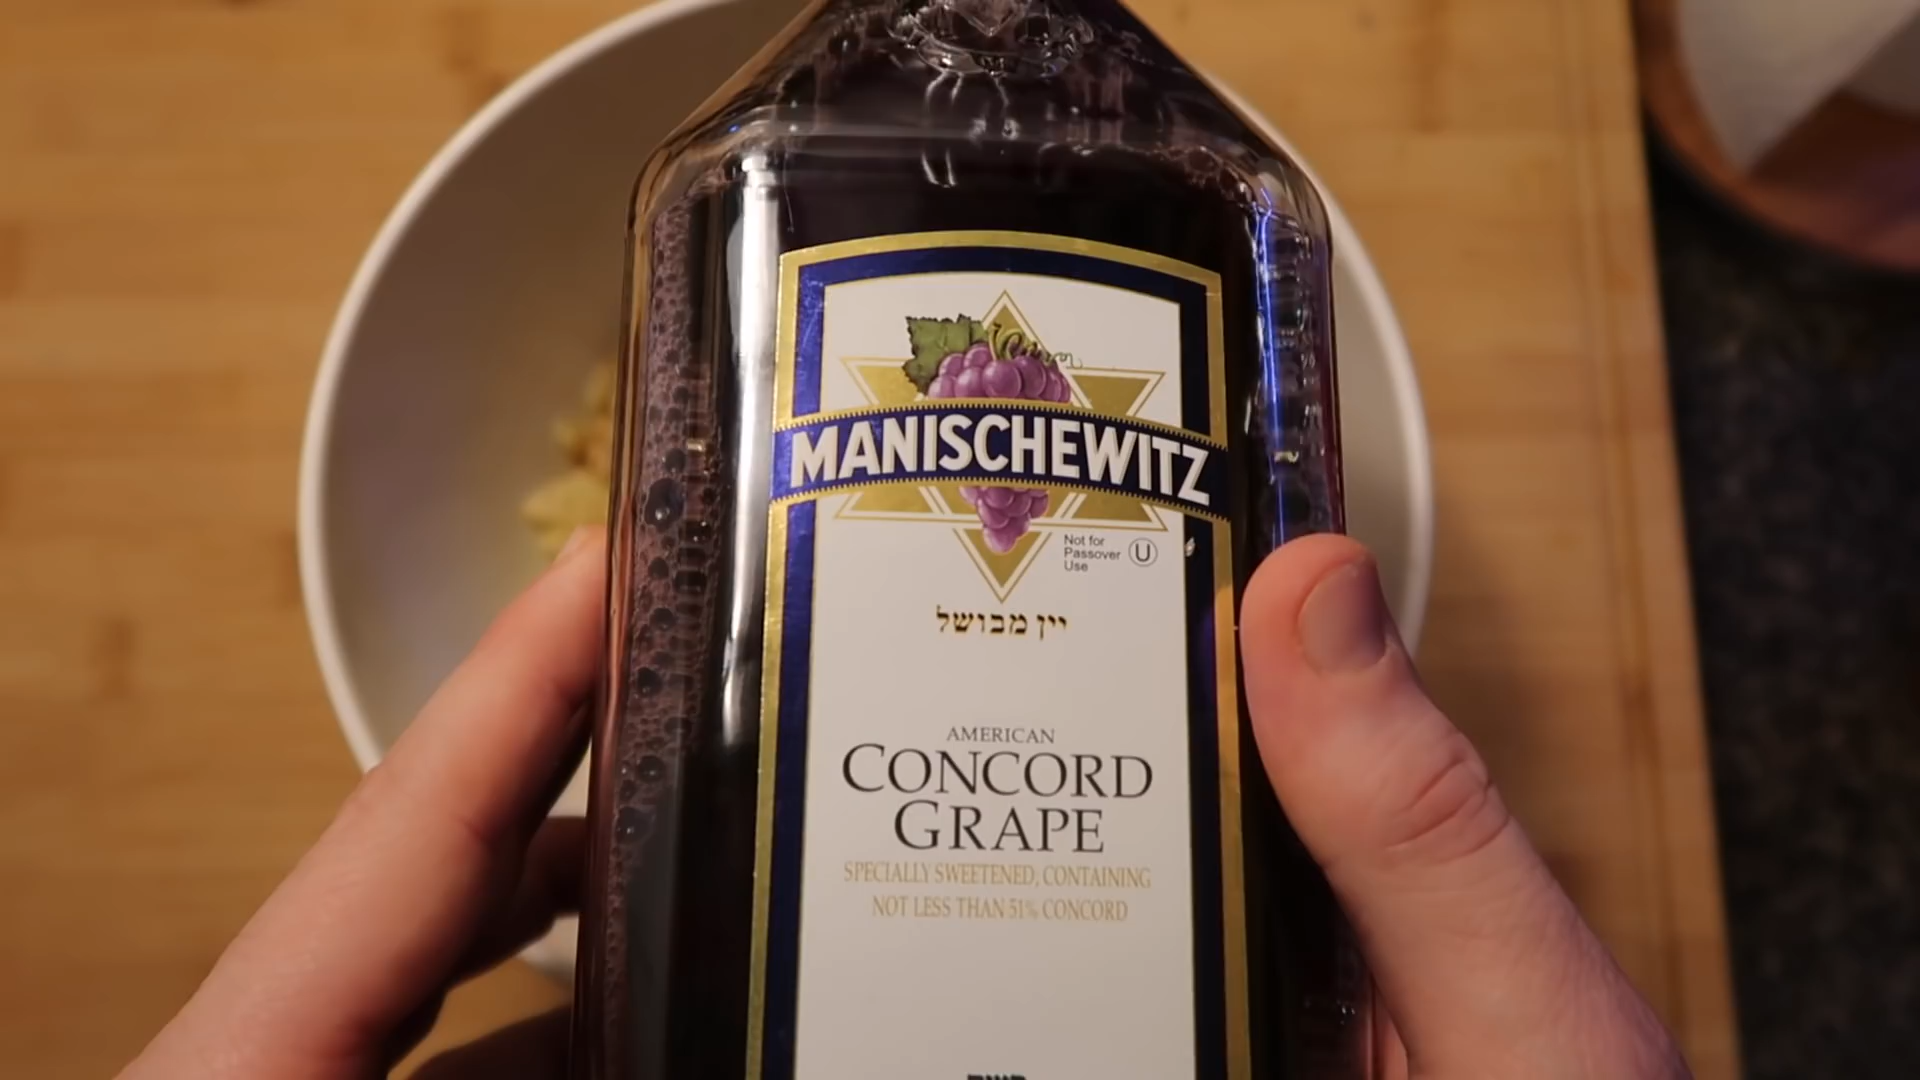 MANISCHEWITZ
Not for
Passover
Use
U
יין מבושל
AMERICAN
CONCORD
GRAPE
SPECIALLY SWEETENED, CONTAINING
NOT LESS THAN 51% CONCORD